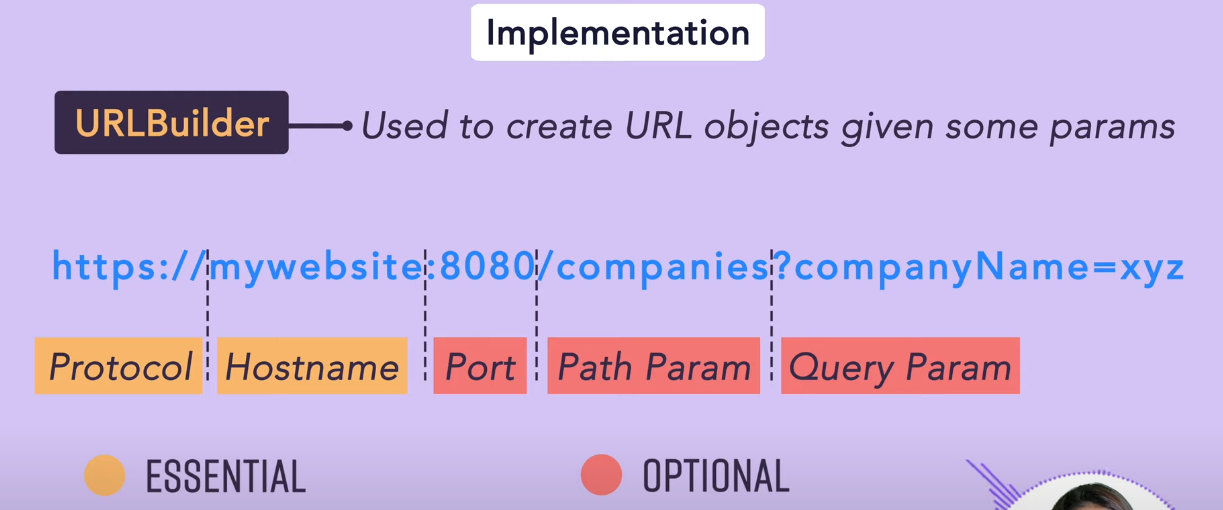 Implementation
URLBuilder Used to create URL objects given some params
https://mywebsite:8080/companies?companyName=xyz
Protocol Hostname Port Path Param Query Param
ESSENTIAL OPTIONAL